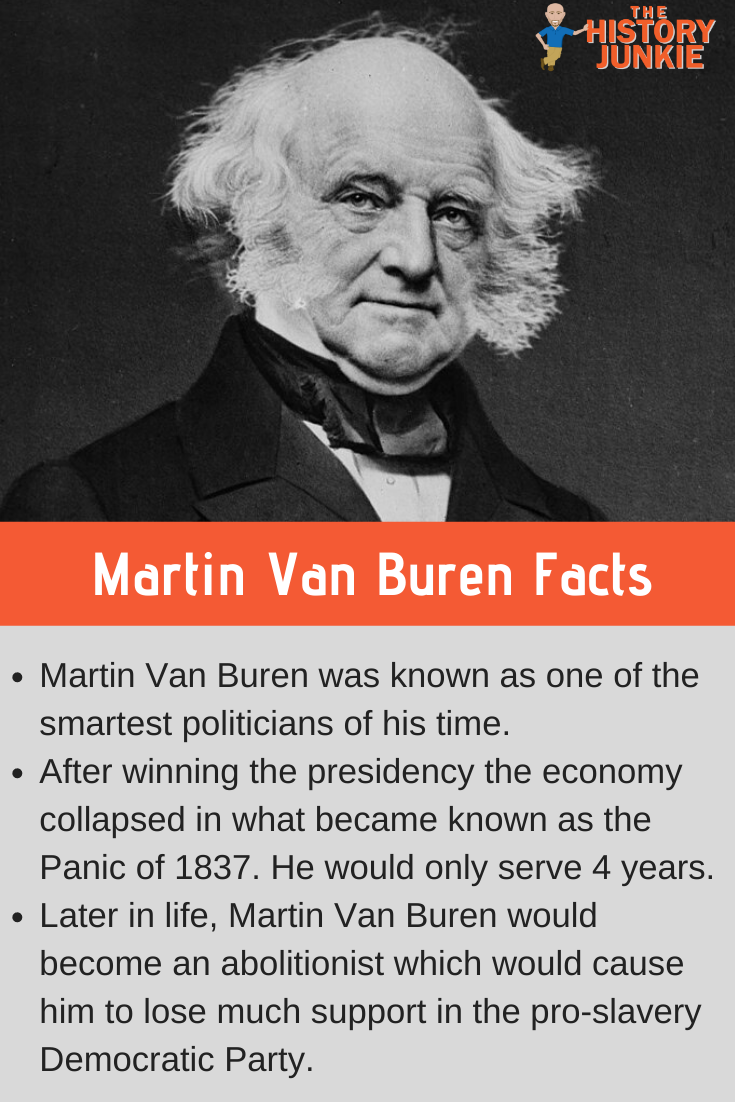 THE
HISTORY
JUNKIE
Martin Van Buren Facts
• Martin Van Buren was known as one of the
smartest politicians of his time.
• After winning the presidency the economy
collapsed in what became known as the
Panic of 1837. He would only serve 4 years.
• Later in life, Martin Van Buren would
become an abolitionist which would cause
him to lose much support in the pro-slavery
Democratic Party.